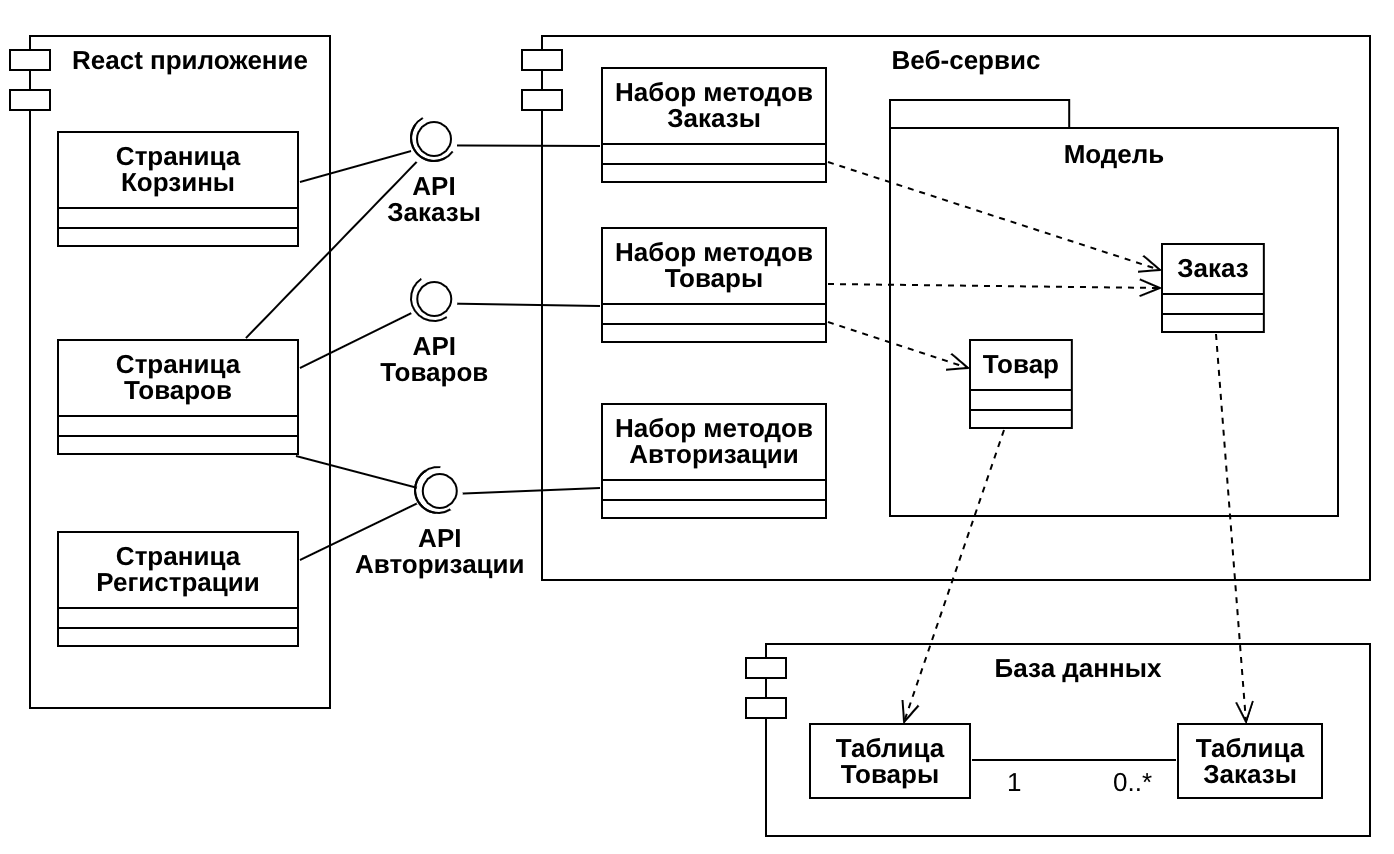 React приложение
Страница
Корзины
Страница
Товаров
Страница
Регистрации
API
Заказы
API
Товаров
API
Авторизации
Веб-сервис
Набор методов
Заказы
Набор методов
Товары
Набор методов
Авторизации
Модель
Заказ
Товар
База данных
Таблица
Товары
1
0..*
Таблица
Заказы